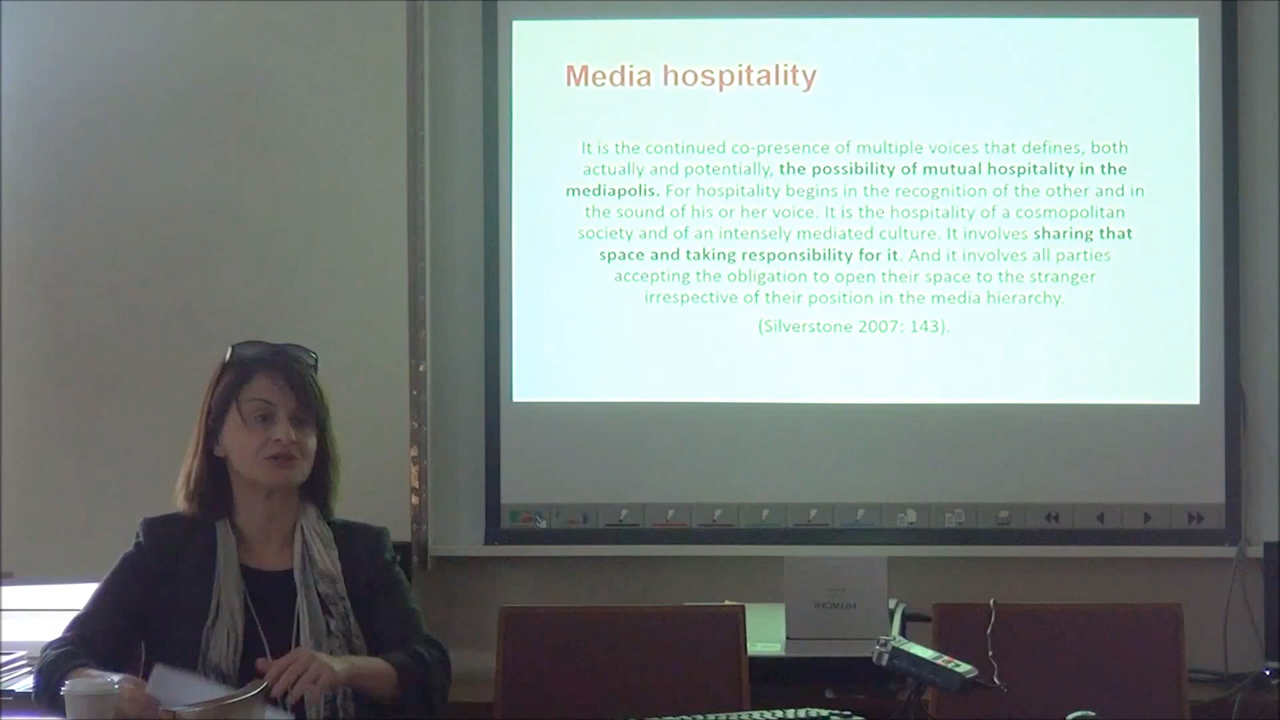 Media hospitality
It is the continued co-presence of multiple voices that defines, both
actually and potentially, the possibility of mutual hospitality in the
mediapolis. For hospitality begins in the recognition of the other and in
the sound of his or her voice. It is the hospitality of a cosmopolitan
society and of an intensely mediated culture. It involves sharing that
space and taking responsibility for it. And it involves all parties
accepting the obligation to open their space to the stranger
irrespective of their position in the media hierarchy.
(Silverstone 2007: 143).
HITACHI